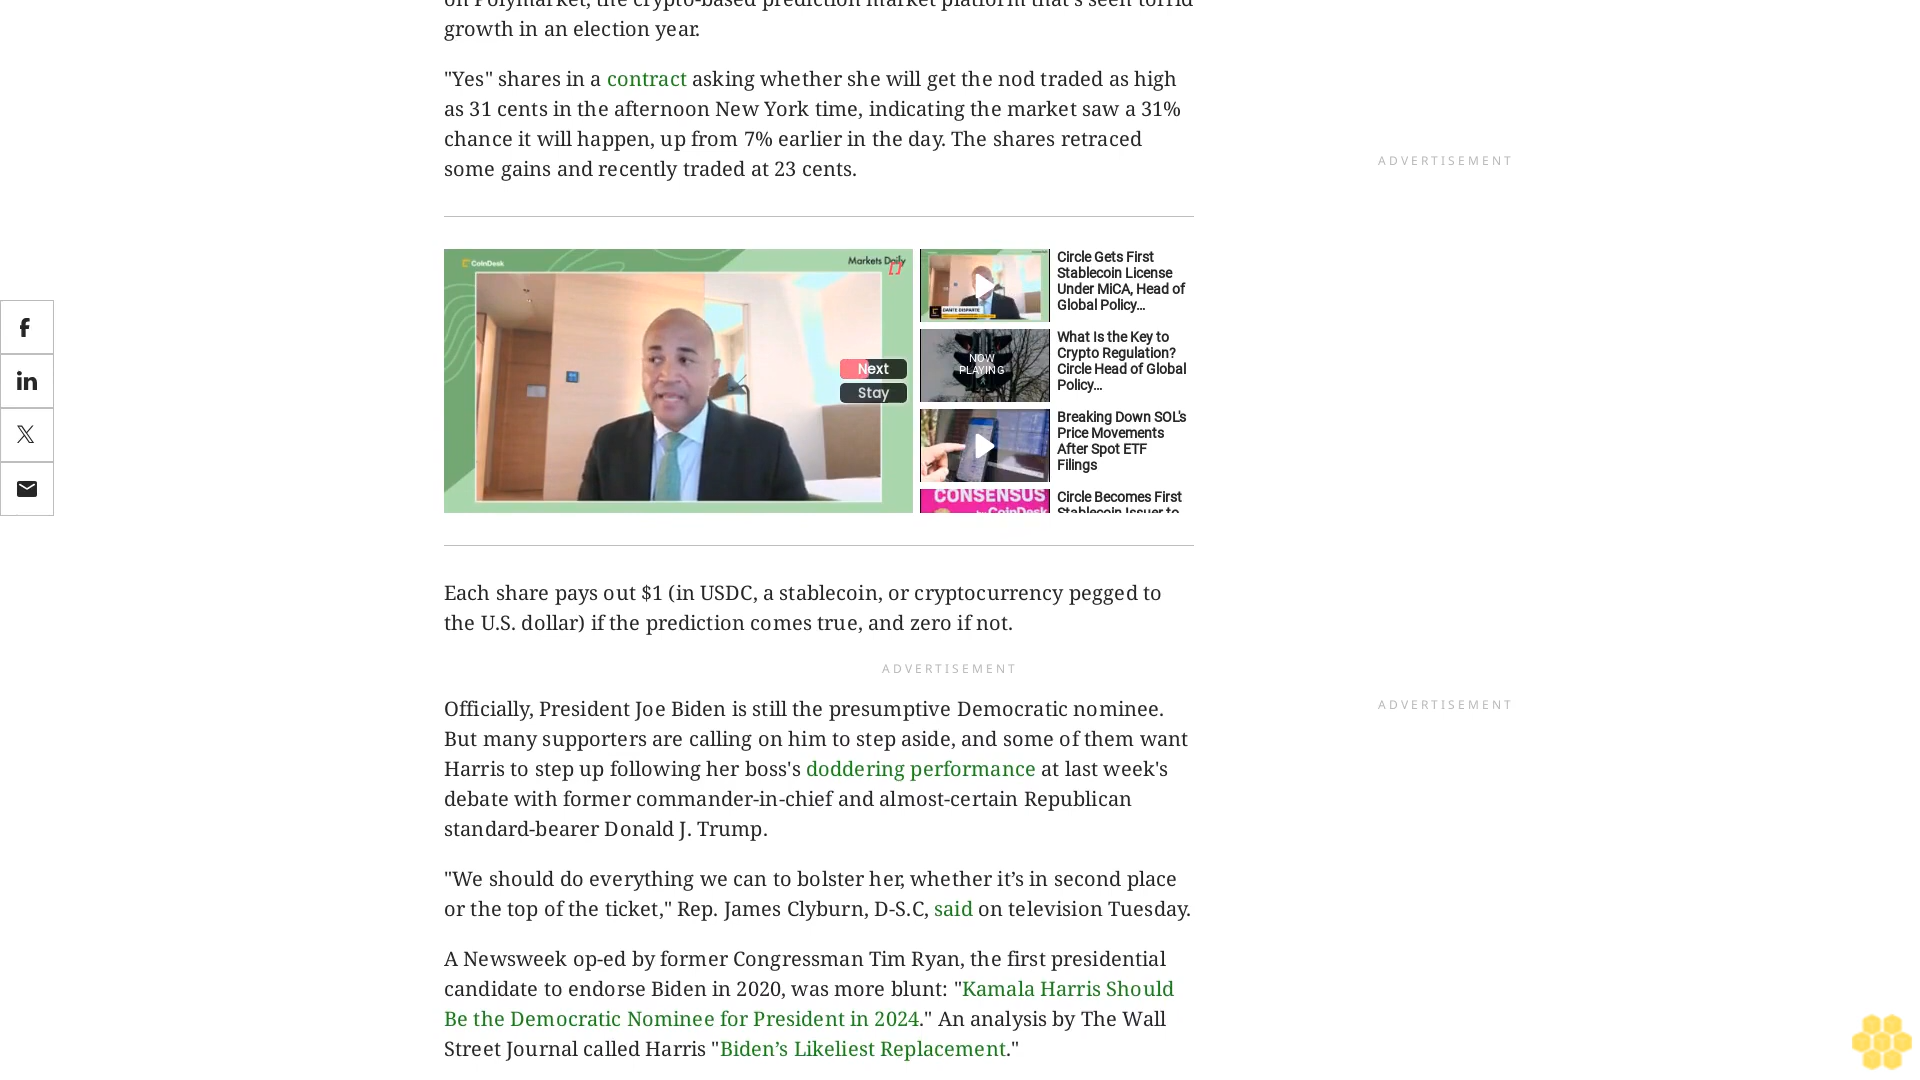 on Polymarket, the crypto-based prediction market platform that's seen torrid
growth in an election year.
"Yes" shares in a contract asking whether she will get the nod traded as high
as 31 cents in the afternoon New York time, indicating the market saw a 31%
chance it will happen, up from 7% earlier in the day. The shares retraced
some gains and recently traded at 23 cents.
ADVERTISEMENT
CoinDesk
Markets Daily
Next
Stay
DANTE DISPARTE
Circle Gets First
Stablecoin License
Under MiCA, Head of
Global Policy...
NOW
PLAYING
What Is the Key to
Crypto Regulation?
Circle Head of Global
Policy...
Breaking Down SOL's
Price Movements
After Spot ETF
Filings
CONSENSUS
by CoinDesk
Circle Becomes First
Stablecoin Issuer to
Each share pays out $1 (in USDC, a stablecoin, or cryptocurrency pegged to
the U.S. dollar) if the prediction comes true, and zero if not.
ADVERTISEMENT
ADVERTISEMENT
Officially, President Joe Biden is still the presumptive Democratic nominee.
But many supporters are calling on him to step aside, and some of them want
Harris to step up following her boss's doddering performance at last week's
debate with former commander-in-chief and almost-certain Republican
standard-bearer Donald J. Trump.
"We should do everything we can to bolster her, whether it’s in second place
or the top of the ticket," Rep. James Clyburn, D-S.C, said on television Tuesday.
A Newsweek op-ed by former Congressman Tim Ryan, the first presidential
candidate to endorse Biden in 2020, was more blunt: "Kamala Harris Should
Be the Democratic Nominee for President in 2024." An analysis by The Wall
Street Journal called Harris "Biden’s Likeliest Replacement."